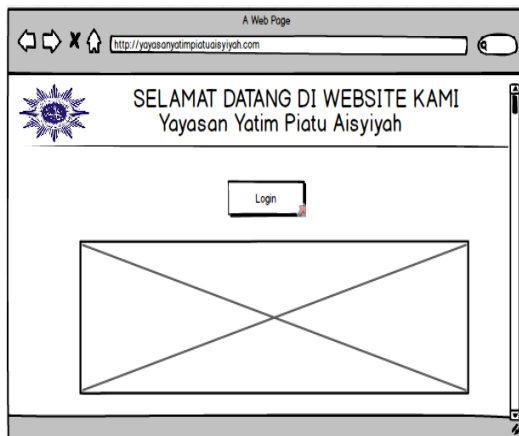 A Web Page
http://yayasanyatimpiatuaisyiyah.com
SELAMAT DATANG DI WEBSITE KAMI
Yayasan Yatim Piatu Aisyiyah
Login